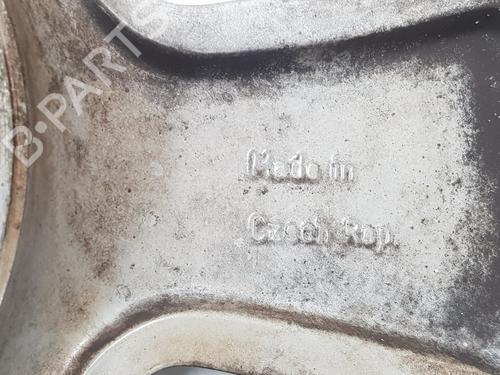 B-PARTS
Made in
Czech Rep.